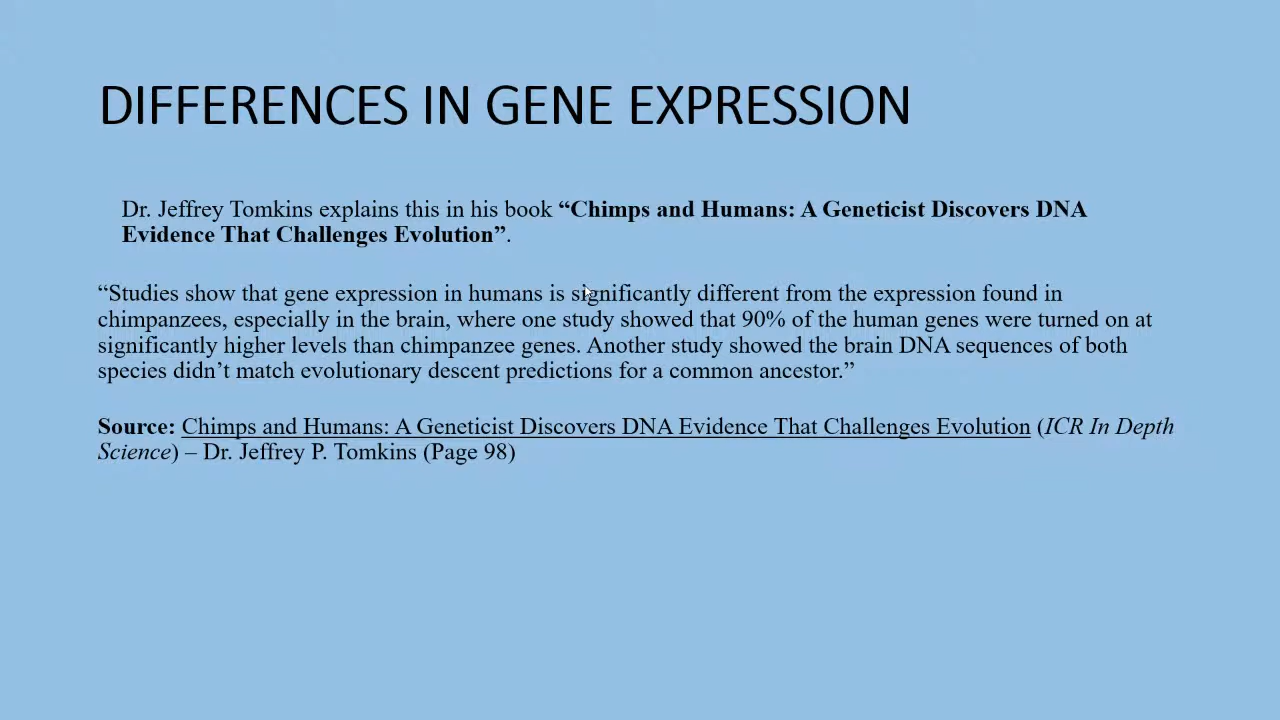 DIFFERENCES IN GENE EXPRESSION
Dr. Jeffrey Tomkins explains this in his book “Chimps and Humans: A Geneticist Discovers DNA
Evidence That Challenges Evolution”.
“Studies show that gene expression in humans is significantly different from the expression found in
chimpanzees, especially in the brain, where one study showed that 90% of the human genes were turned on at
significantly higher levels than chimpanzee genes. Another study showed the brain DNA sequences of both
species didn’t match evolutionary descent predictions for a common ancestor.”
Source: Chimps and Humans: A Geneticist Discovers DNA Evidence That Challenges Evolution (ICR In Depth
Science) – Dr. Jeffrey P. Tomkins (Page 98)